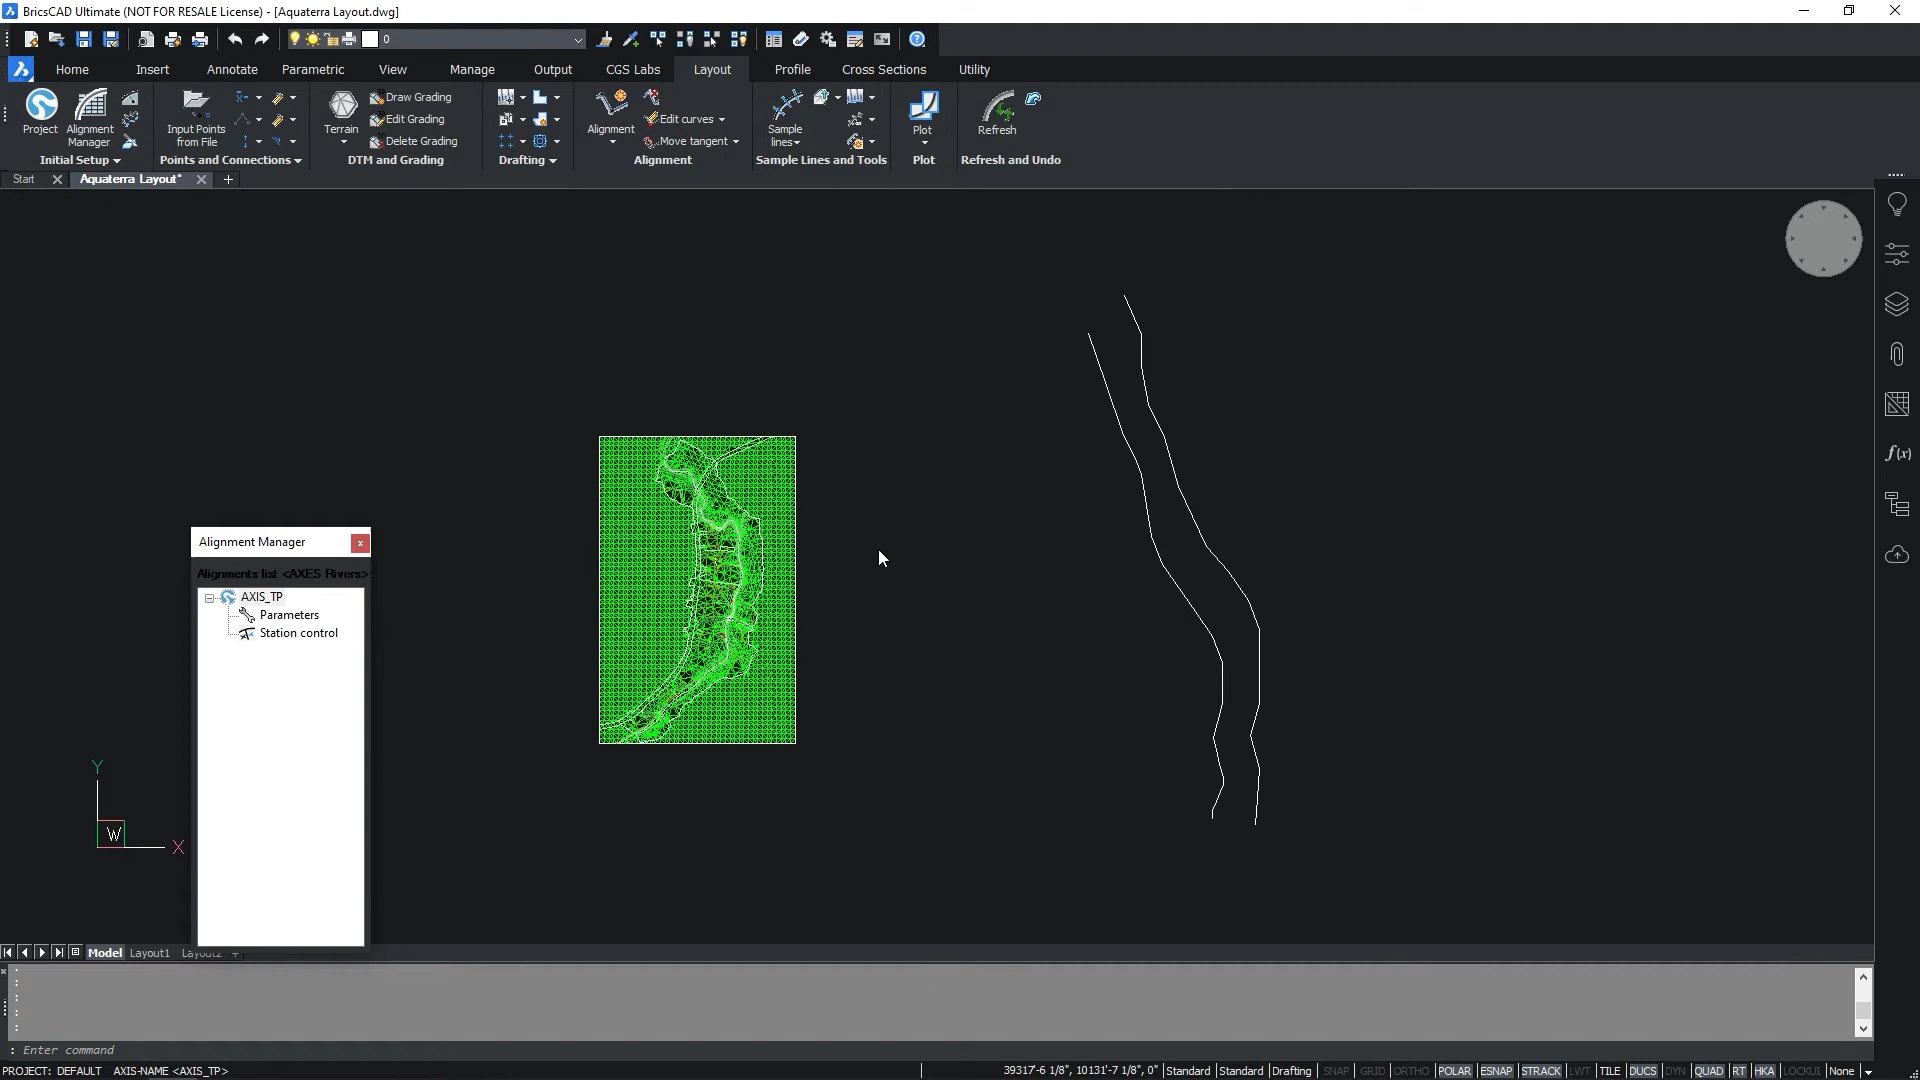 BricsCAD Ultimate (NOT FOR RESALE License) - [Aquaterra Layout.dwg]
0
Home Insert Annotate Parametric View Manage Output CGS Labs Layout Profile Cross Sections Utility
Project
Alignment Manager
Input Points from File
Terrain
Draw Grading
Edit Grading
Delete Grading
Alignment
Edit curves
Move tangent
Sample lines
Plot
Refresh
Initial Setup Points and Connections DTM and Grading Drafting Alignment Sample Lines and Tools Plot Refresh and Undo
Start Aquaterra Layout* +
Alignment Manager
x
Alignments list <AXES Rivers>:
AXIS_TP
Parameters
Station control
f(x)
Y
W
X
Model Layout1 Layout2 +
:
:
:
:
:
: Enter command
PROJECT: DEFAULT AXIS-NAME <AXIS_TP>
39317'-6 1/8", 10131'-7 1/8", 0" Standard Standard Drafting SNAP GRID ORTHO POLAR ESNAP STRACK LWT TILE DUCS DYN QUAD RT HKA LOCKUI None